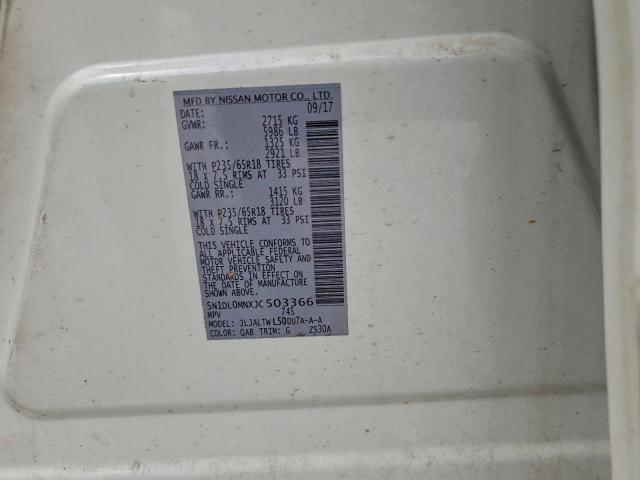 MFD BY NISSAN MOTOR CO., LTD.
DATE: 09/17
GVWR: 2715 KG
5986 LB
GAWR FR.: 1325 KG
2921 LB
WITH P235/65R18 TIRES
18 x 7.5 RIMS AT 33 PSI
COLD SINGLE
GAWR RR.: 1415 KG
3120 LB
WITH P235/65R18 TIRES
18 x 7.5 RIMS AT 33 PSI
COLD SINGLE
THIS VEHICLE CONFORMS TO
ALL APPLICABLE FEDERAL
MOTOR VEHICLE SAFETY AND
THEFT PREVENTION
STANDARDS IN EFFECT ON
THE DATE OF MANUFACTURE
SHOWN ABOVE.
5N1DL0MNXJC503366
MPV 745
MODEL: JLJALTWL50DU7A-A-A
COLOR: QAB TRIM: G ZS30A